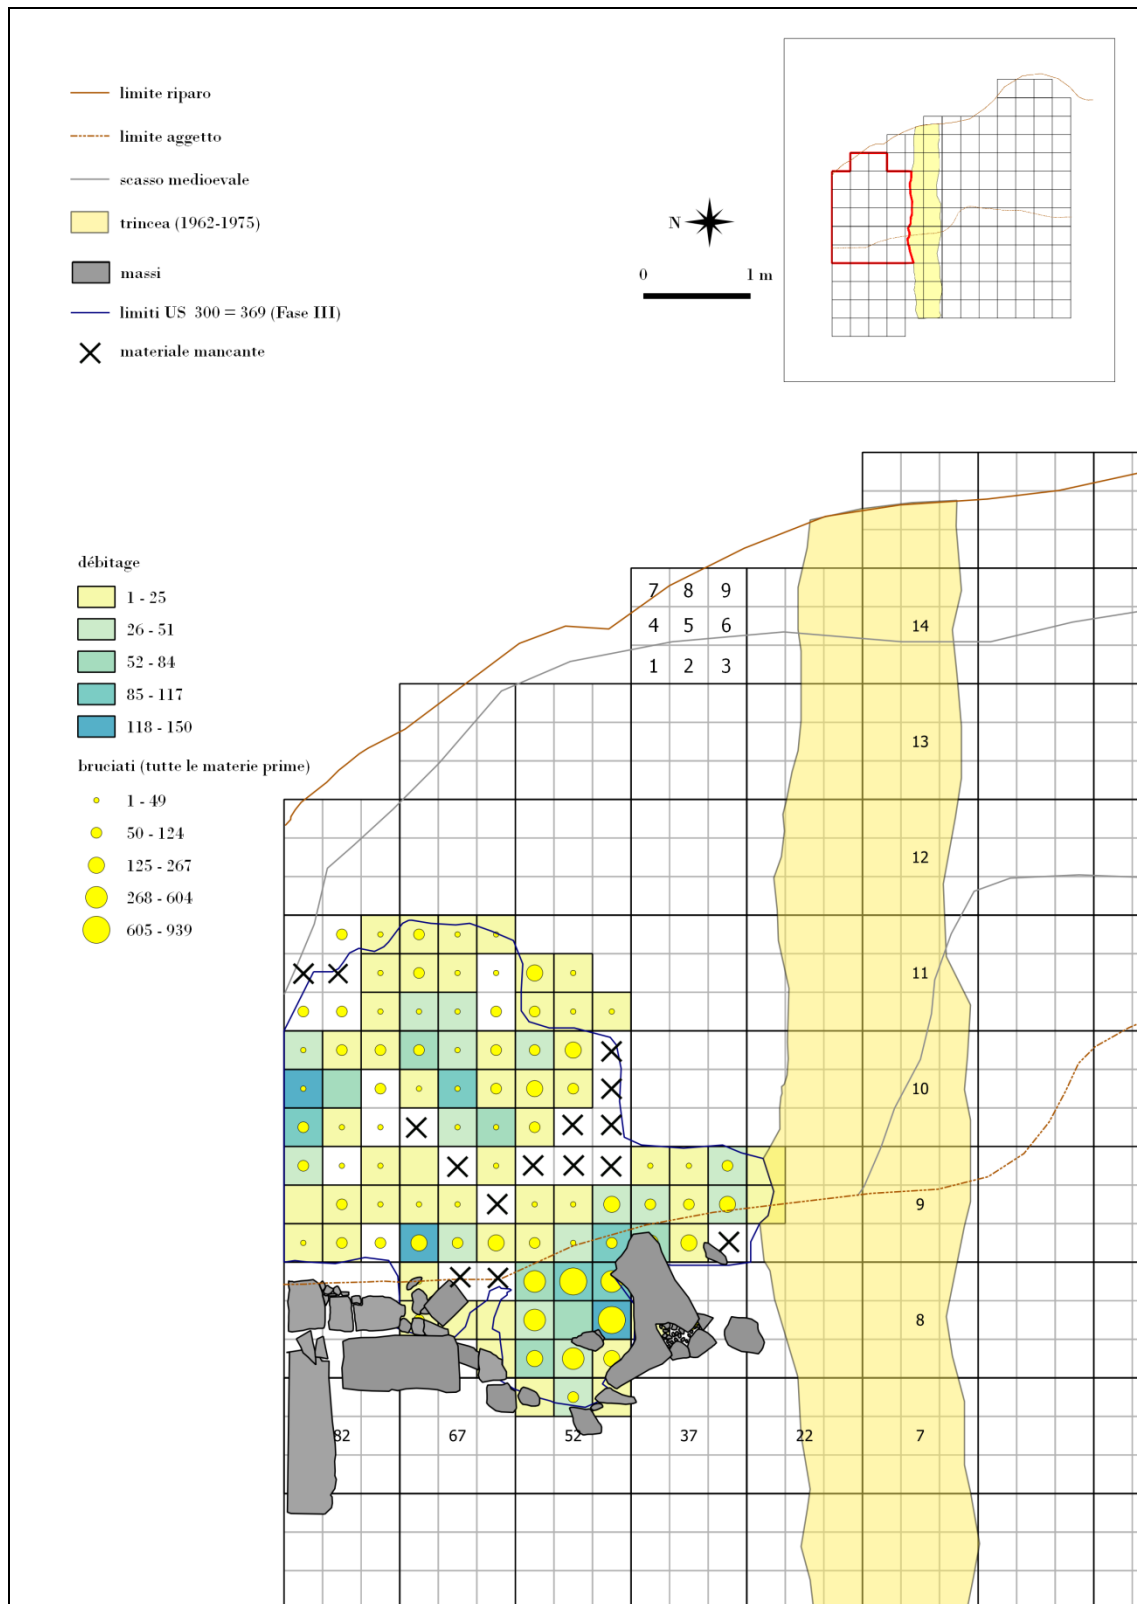 limite riparo
limite aggetto
scasso medioevale
trincea (1962-1975)
massi
limiti US 300 = 369 (Fase III)
materiale mancante
N
0 1 m
débitage
1 - 25
26 - 51
52 - 84
85 - 117
118 - 150
bruciati (tutte le materie prime)
1 - 49
50 - 124
125 - 267
268 - 604
605 - 939
7 8 9
4 5 6
1 2 3
14
13
12
11
10
9
8
82 67 52 37 22 7